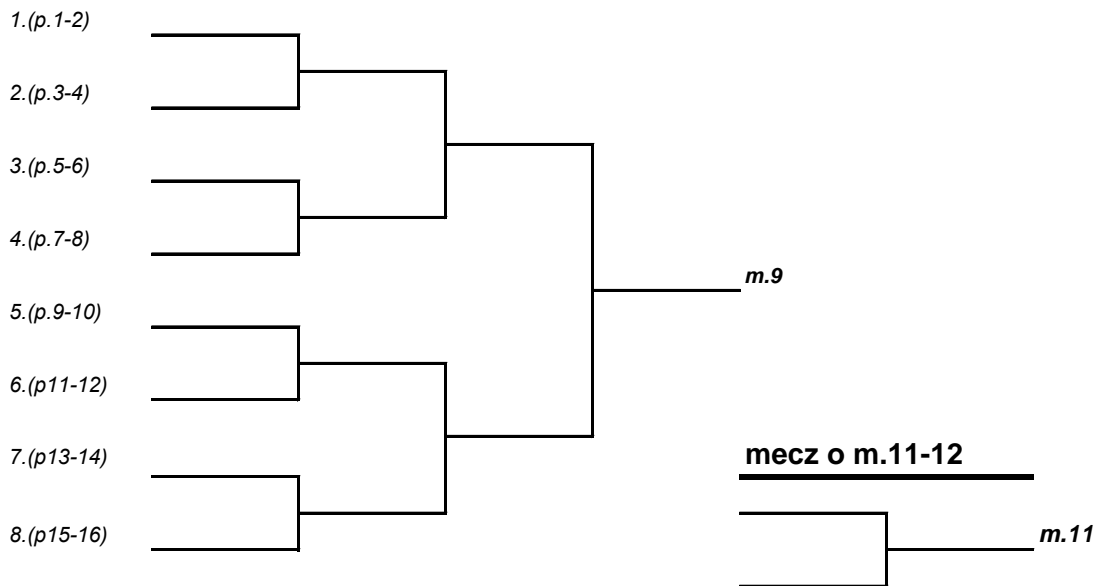 1.(p.1-2)
2.(p.3-4)
3.(p.5-6)
4.(p.7-8)
m.9
5.(p.9-10)
6.(p11-12)
7.(p13-14)
mecz o m.11-12
8.(p15-16)
m.11